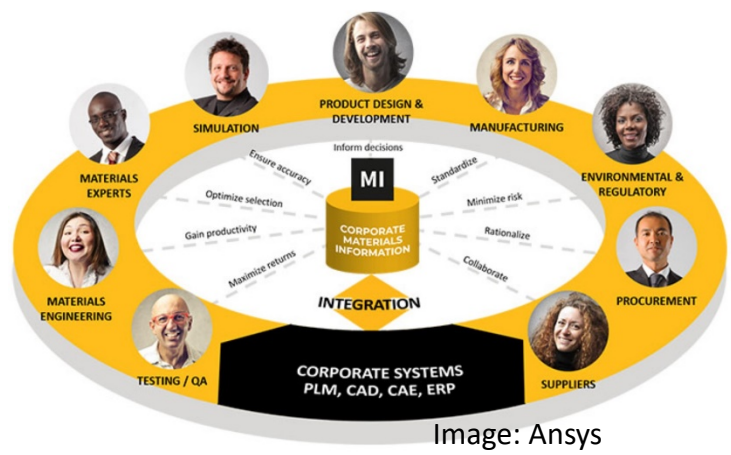 PRODUCT DESIGN &
DEVELOPMENT
SIMULATION
MANUFACTURING
MATERIALS
EXPERTS
ENVIRONMENTAL &
REGULATORY
MATERIALS
ENGINEERING
PROCUREMENT
TESTING / QA
SUPPLIERS
Inform decisions
Ensure accuracy
Standardize
Optimize selection
Minimize risk
Gain productivity
Rationalize
Maximize returns
Collaborate
MI
CORPORATE
MATERIALS
INFORMATION
INTEGRATION
CORPORATE SYSTEMS
PLM, CAD, CAE, ERP
Image: Ansys